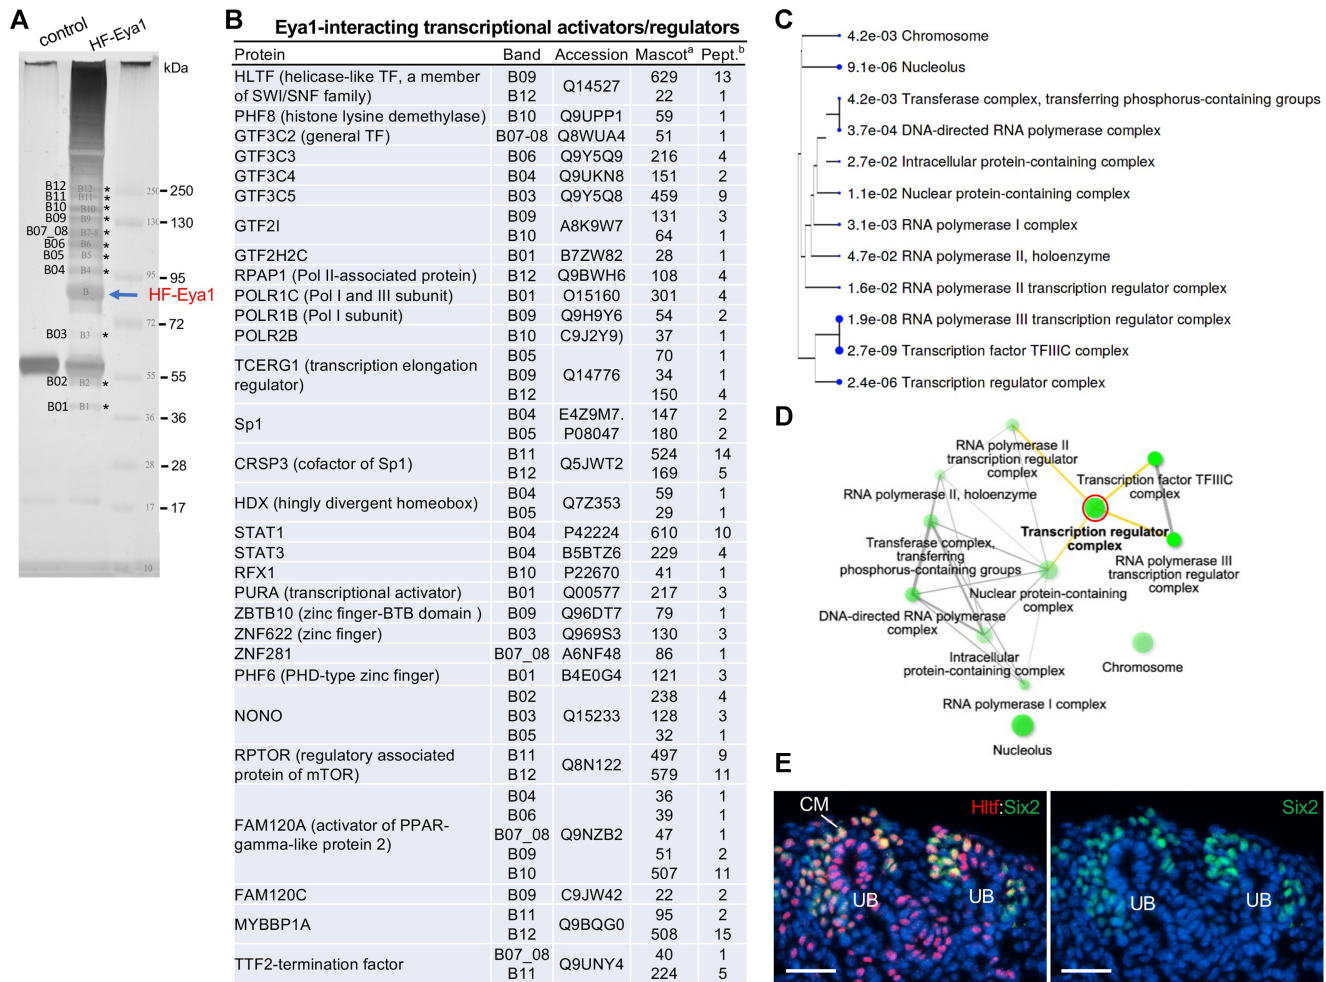 A
control
HF-Eya1
kDa
B12
B11
B10
B09
B07_08
B06
B05
B04
B03
B02
B01
B12
B11
B10
B9
B7-8
B6
B5
B4
B
B3
B2
B1
* * * * * * * * * * *
250
130
95
72
55
36
28
17
10
250
130
95
72
55
36
28
17
HF-Eya1
B
Eya1-interacting transcriptional activators/regulators
Protein Band Accession Mascotᵃ Pept.ᵇ
HLTF (helicase-like TF, a member of SWI/SNF family) B09 Q14527 629 13
B12 22 1
PHF8 (histone lysine demethylase) B10 Q9UPP1 59 1
GTF3C2 (general TF) B07-08 Q8WUA4 51 1
GTF3C3 B06 Q9Y5Q9 216 4
GTF3C4 B04 Q9UKN8 151 2
GTF3C5 B03 Q9Y5Q8 459 9
GTF2I B09 A8K9W7 131 3
B10 64 1
GTF2H2C B01 B7ZW82 28 1
RPAP1 (Pol II-associated protein) B12 Q9BWH6 108 4
POLR1C (Pol I and III subunit) B01 O15160 301 4
POLR1B (Pol I subunit) B09 Q9H9Y6 54 2
POLR2B B10 C9J2Y9) 37 1
TCERG1 (transcription elongation regulator) B05 Q14776 70 1
B09 34 1
B12 150 4
Sp1 B04 E4Z9M7. 147 2
B05 P08047 180 2
CRSP3 (cofactor of Sp1) B11 Q5JWT2 524 14
B12 169 5
HDX (hingly divergent homeobox) B04 Q7Z353 59 1
B05 29 1
STAT1 B04 P42224 610 10
STAT3 B04 B5BTZ6 229 4
RFX1 B10 P22670 41 1
PURA (transcriptional activator) B01 Q00577 217 3
ZBTB10 (zinc finger-BTB domain ) B09 Q96DT7 79 1
ZNF622 (zinc finger) B03 Q969S3 130 3
ZNF281 B07_08 A6NF48 86 1
PHF6 (PHD-type zinc finger) B01 B4E0G4 121 3
NONO B02 Q15233 238 4
B03 128 3
B05 32 1
RPTOR (regulatory associated protein of mTOR) B11 Q8N122 497 9
B12 579 11
FAM120A (activator of PPAR-gamma-like protein 2) B04 Q9NZB2 36 1
B06 39 1
B07_08 47 1
B09 51 2
B10 507 11
FAM120C B09 C9JW42 22 2
MYBBP1A B11 Q9BQG0 95 2
B12 508 15
TTF2-termination factor B07_08 Q9UNY4 40 1
B11 224 5
C
4.2e-03 Chromosome
9.1e-06 Nucleolus
4.2e-03 Transferase complex, transferring phosphorus-containing groups
3.7e-04 DNA-directed RNA polymerase complex
2.7e-02 Intracellular protein-containing complex
1.1e-02 Nuclear protein-containing complex
3.1e-03 RNA polymerase I complex
4.7e-02 RNA polymerase II, holoenzyme
1.6e-02 RNA polymerase II transcription regulator complex
1.9e-08 RNA polymerase III transcription regulator complex
2.7e-09 Transcription factor TFIIIC complex
2.4e-06 Transcription regulator complex
D
RNA polymerase II
transcription regulator
complex
Transcription factor TFIIIC
complex
RNA polymerase II, holoenzyme
Transcription regulator
complex
Transferase complex,
transferring
phosphorus-containing groups
RNA polymerase III
transcription regulator
complex
Nuclear protein-containing
complex
DNA-directed RNA polymerase
complex
Intracellular
protein-containing complex
Chromosome
RNA polymerase I complex
Nucleolus
E
CM
Hltf:Six2
UB
UB
Six2
UB
UB